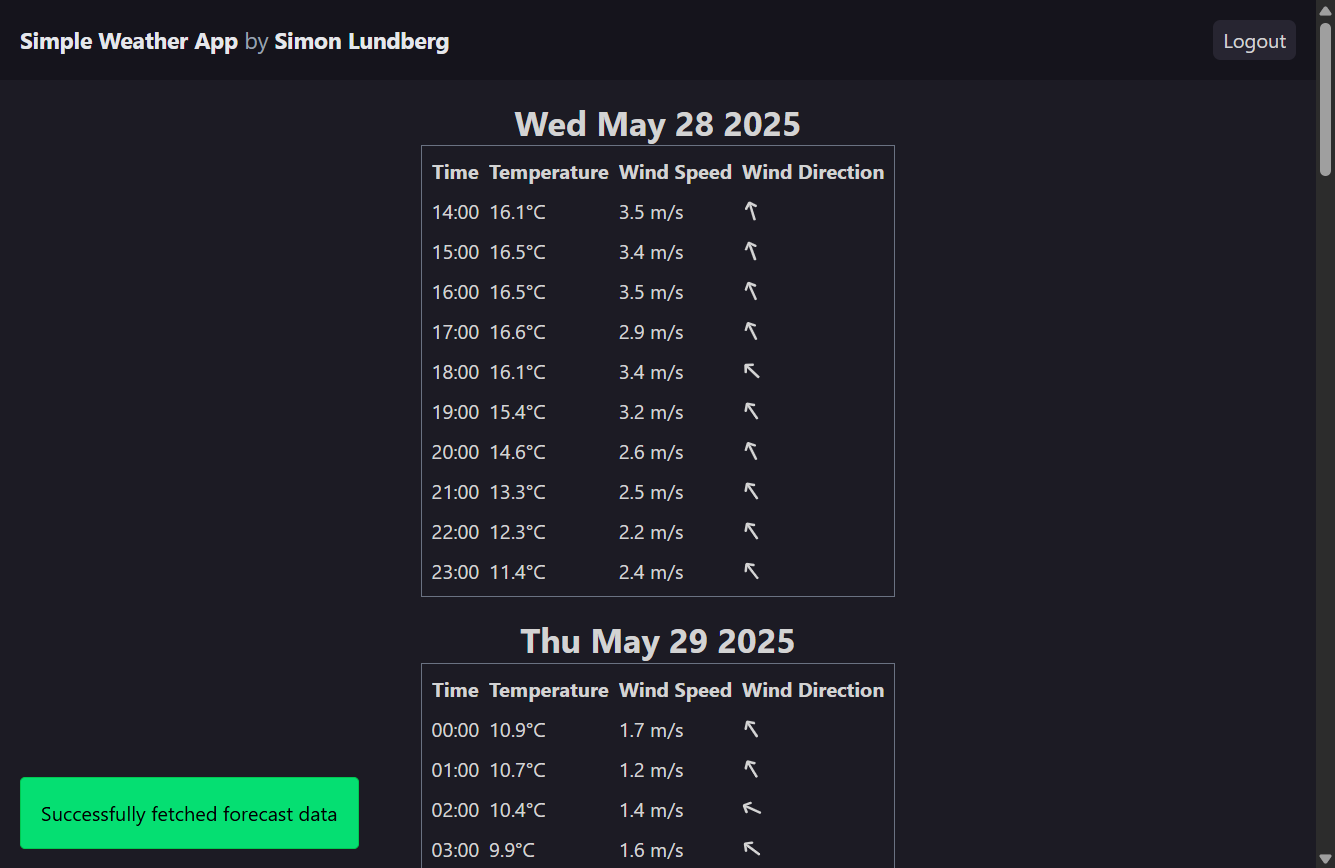 Simple Weather App by Simon Lundberg
Logout
Wed May 28 2025
Time Temperature Wind Speed Wind Direction
14:00 16.1°C 3.5 m/s
15:00 16.5°C 3.4 m/s
16:00 16.5°C 3.5 m/s
17:00 16.6°C 2.9 m/s
18:00 16.1°C 3.4 m/s
19:00 15.4°C 3.2 m/s
20:00 14.6°C 2.6 m/s
21:00 13.3°C 2.5 m/s
22:00 12.3°C 2.2 m/s
23:00 11.4°C 2.4 m/s
Thu May 29 2025
Time Temperature Wind Speed Wind Direction
00:00 10.9°C 1.7 m/s
01:00 10.7°C 1.2 m/s
02:00 10.4°C 1.4 m/s
03:00 9.9°C 1.6 m/s
Successfully fetched forecast data